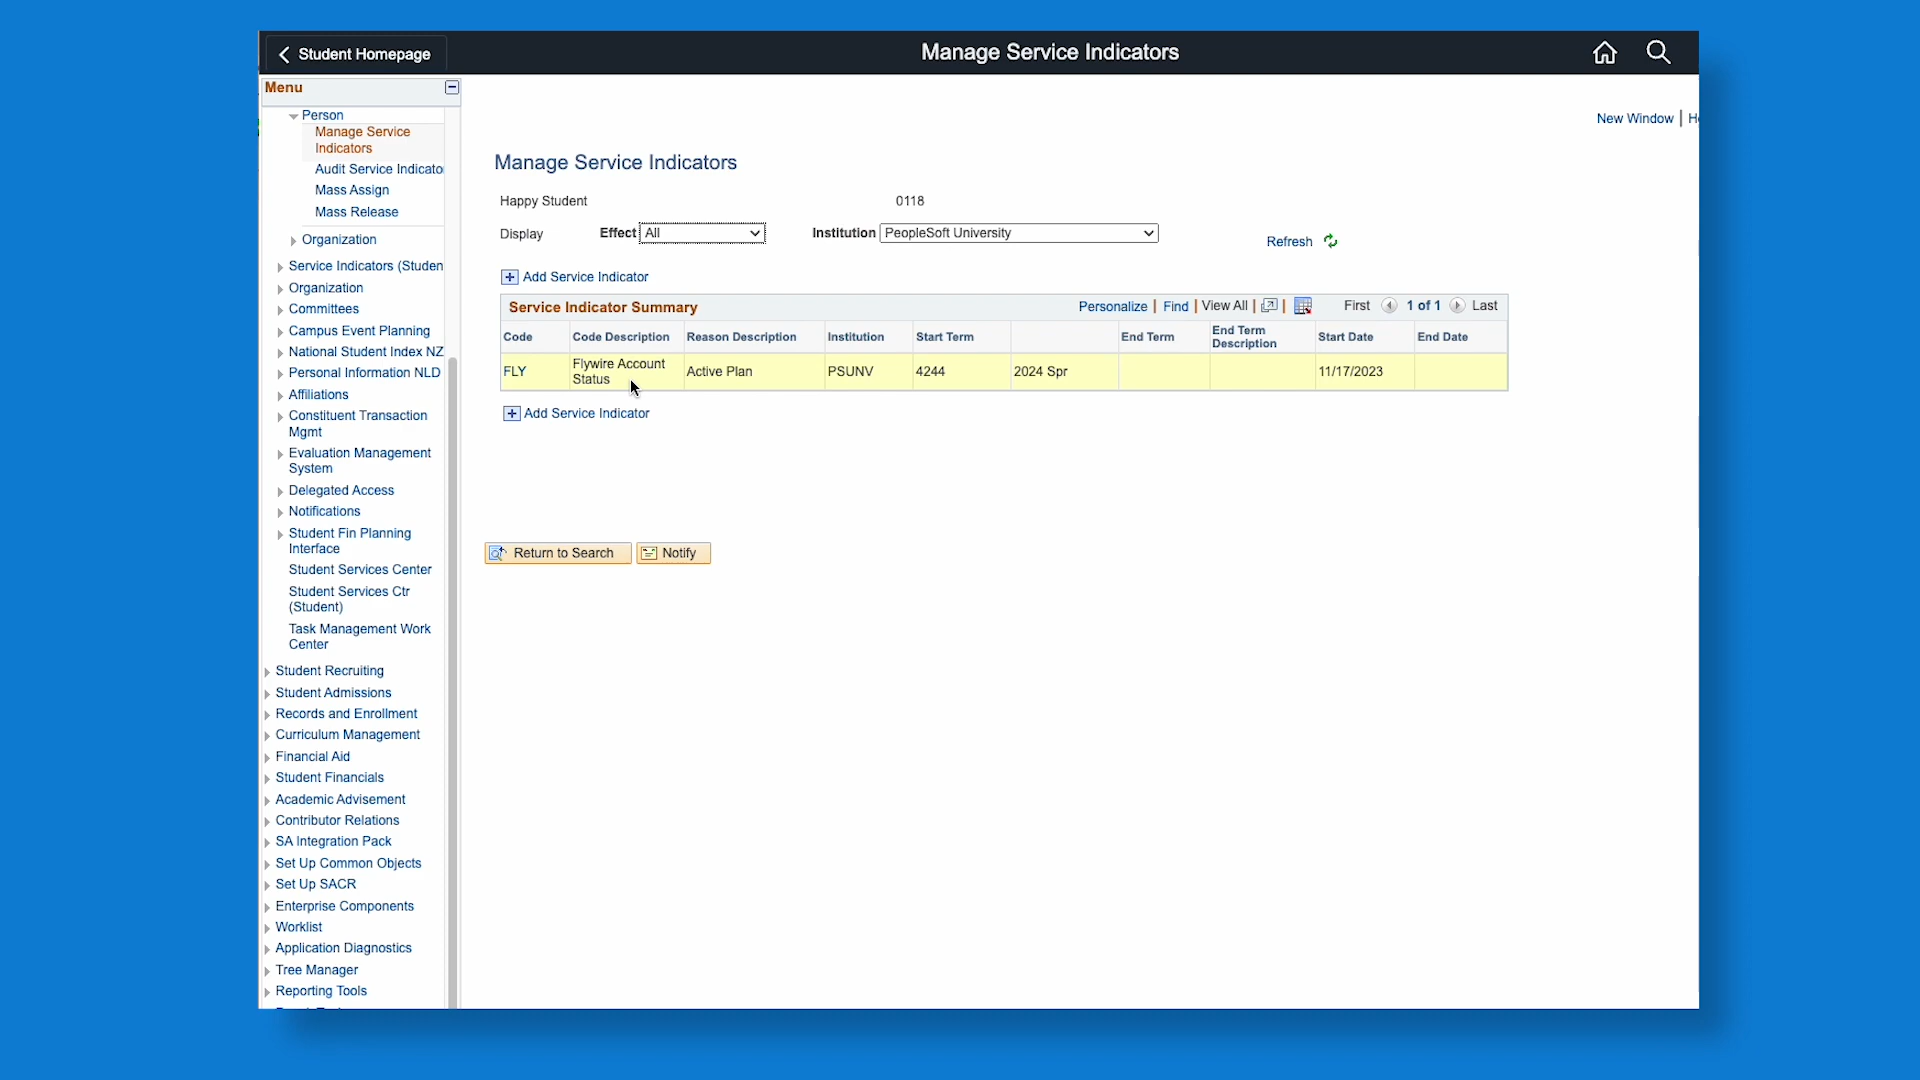 Student Homepage
Manage Service Indicators
Menu
Person
Manage Service
Indicators
Audit Service Indicato
Mass Assign
Mass Release
Organization
Service Indicators (Studen
Organization
Committees
Campus Event Planning
National Student Index NZ
Personal Information NLD
Affiliations
Constituent Transaction
Mgmt
Evaluation Management
System
Delegated Access
Notifications
Student Fin Planning
Interface
Student Services Center
Student Services Ctr
(Student)
Task Management Work
Center
Student Recruiting
Student Admissions
Records and Enrollment
Curriculum Management
Financial Aid
Student Financials
Academic Advisement
Contributor Relations
SA Integration Pack
Set Up Common Objects
Set Up SACR
Enterprise Components
Worklist
Application Diagnostics
Tree Manager
Reporting Tools
New Window | H
Manage Service Indicators
Happy Student 0118
Display Effect All Institution PeopleSoft University Refresh
Add Service Indicator
Service Indicator Summary Personalize | Find | View All | | First 1 of 1 Last
Code Code Description Reason Description Institution Start Term End Term End Term Description Start Date End Date
FLY Flywire Account Status Active Plan PSUNV 4244 2024 Spr 11/17/2023
Add Service Indicator
Return to Search Notify